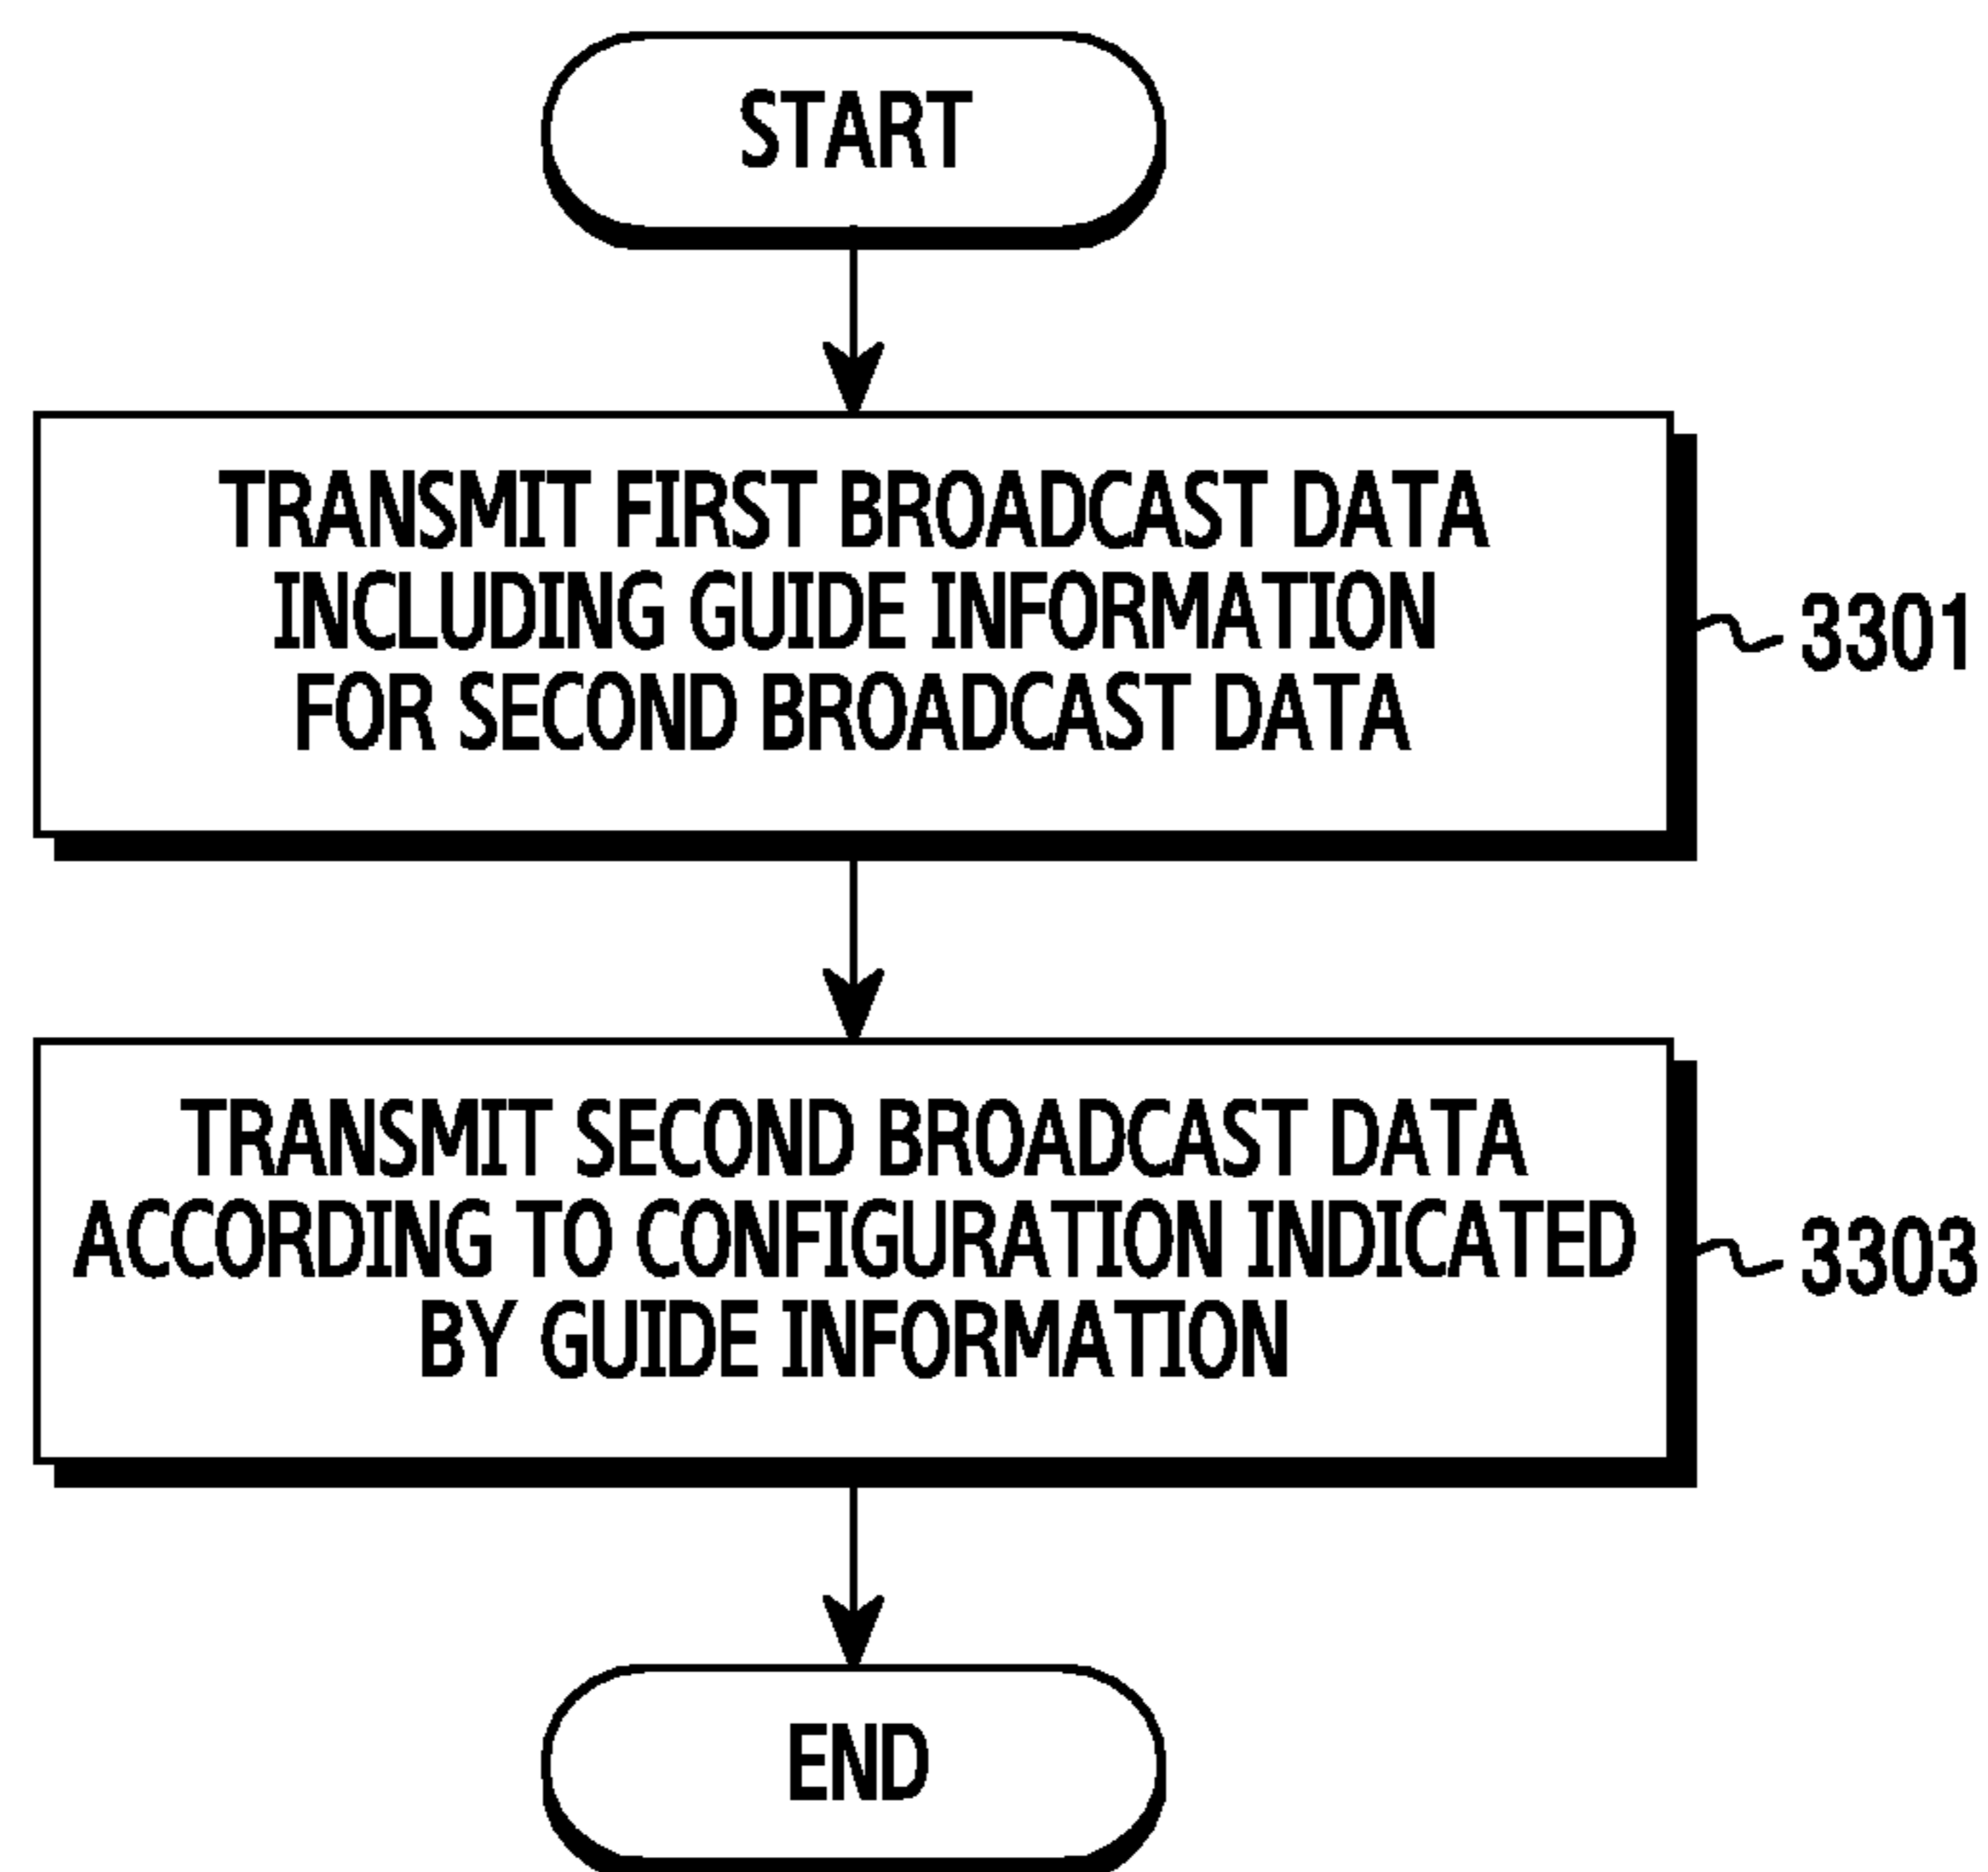 START
TRANSMIT FIRST BROADCAST DATA
INCLUDING GUIDE INFORMATION
FOR SECOND BROADCAST DATA
3301
TRANSMIT SECOND BROADCAST DATA
ACCORDING TO CONFIGURATION INDICATED
BY GUIDE INFORMATION
3303
END